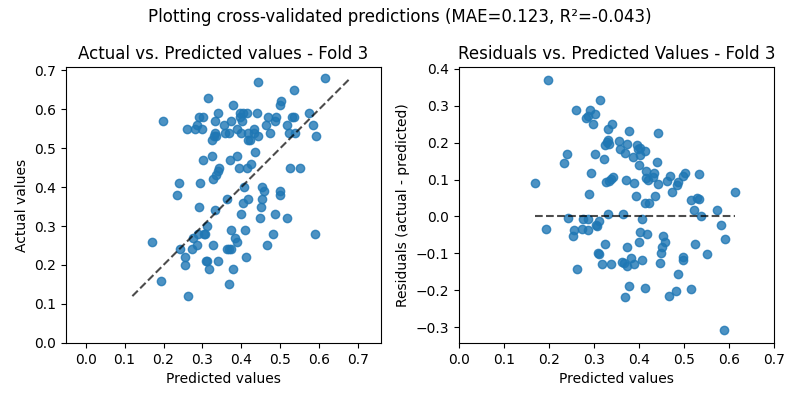 Plotting cross-validated predictions (MAE=0.123, R²=-0.043)
Actual vs. Predicted values - Fold 3
Actual values
0.7
0.6
0.5
0.4
0.3
0.2
0.1
0.0
0.0 0.1 0.2 0.3 0.4 0.5 0.6 0.7
Predicted values
Residuals vs. Predicted Values - Fold 3
Residuals (actual - predicted)
0.4
0.3
0.2
0.1
0.0
−0.1
−0.2
−0.3
0.0 0.1 0.2 0.3 0.4 0.5 0.6 0.7
Predicted values